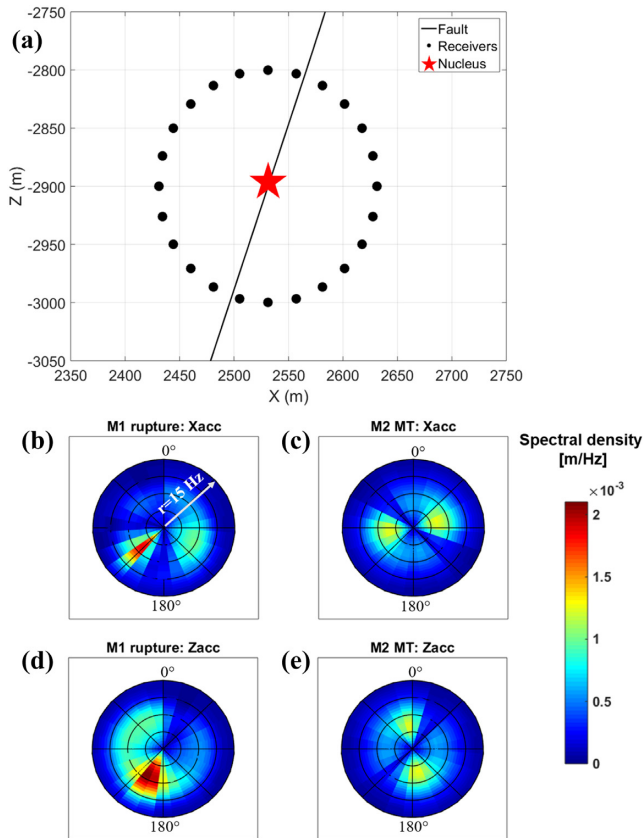 (a)
Fault
Receivers
Nucleus
-2750
-2800
-2850
-2900
-2950
-3000
-3050
Z (m)
2350 2400 2450 2500 2550 2600 2650 2700 2750
X (m)
(b)
M1 rupture: Xacc
0°
r=15 Hz
180°
(c)
M2 MT: Xacc
0°
180°
Spectral density
[m/Hz]
×10⁻³
2
1.5
1
0.5
0
(d)
M1 rupture: Zacc
0°
180°
(e)
M2 MT: Zacc
0°
180°